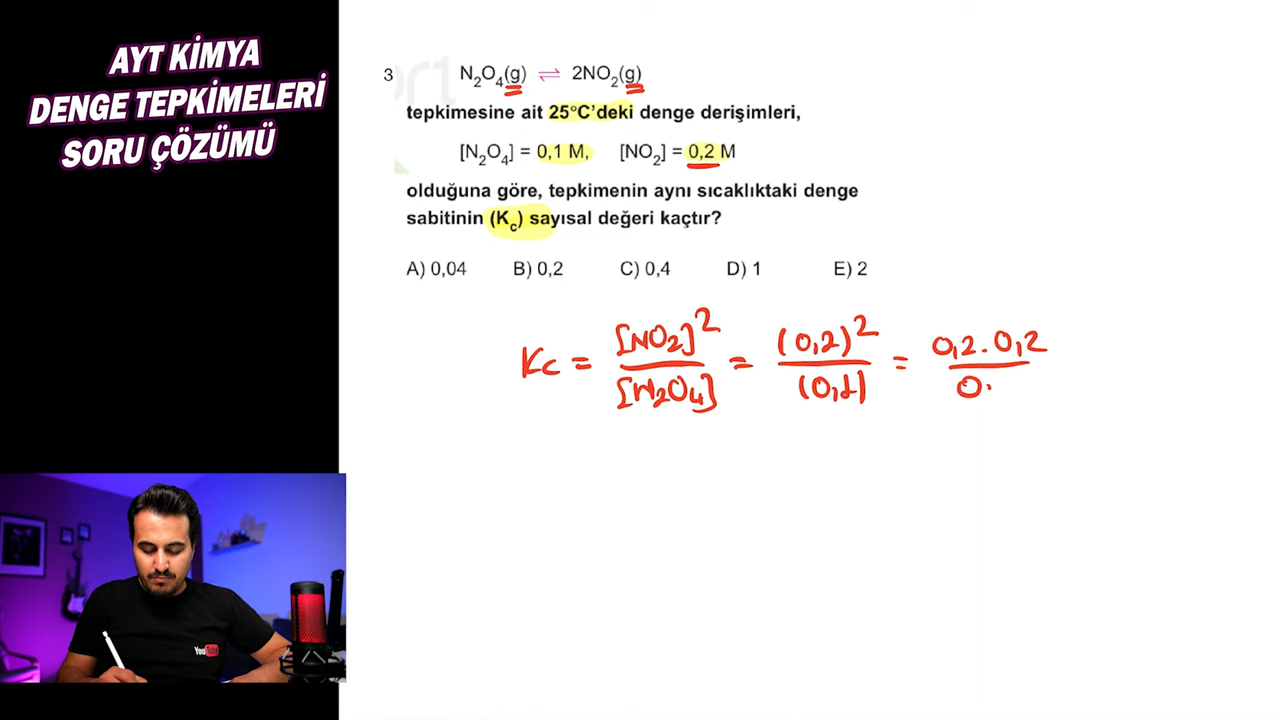 AYT KİMYA
DENGE TEPKİMELERİ
SORU ÇÖZÜMÜ
3 N₂O₄(g) ⇌ 2NO₂(g)
tepkimesine ait 25°C'deki denge derişimleri,
[N₂O₄] = 0,1 M, [NO₂] = 0,2 M
olduğuna göre, tepkimenin aynı sıcaklıktaki denge
sabitinin (K꜀) sayısal değeri kaçtır?
A) 0,04 B) 0,2 C) 0,4 D) 1 E) 2
Kc = [NO₂]² / [N₂O₄] = (0,2)² / (0,1) = 0,2 . 0,2 / 0.
YouTube